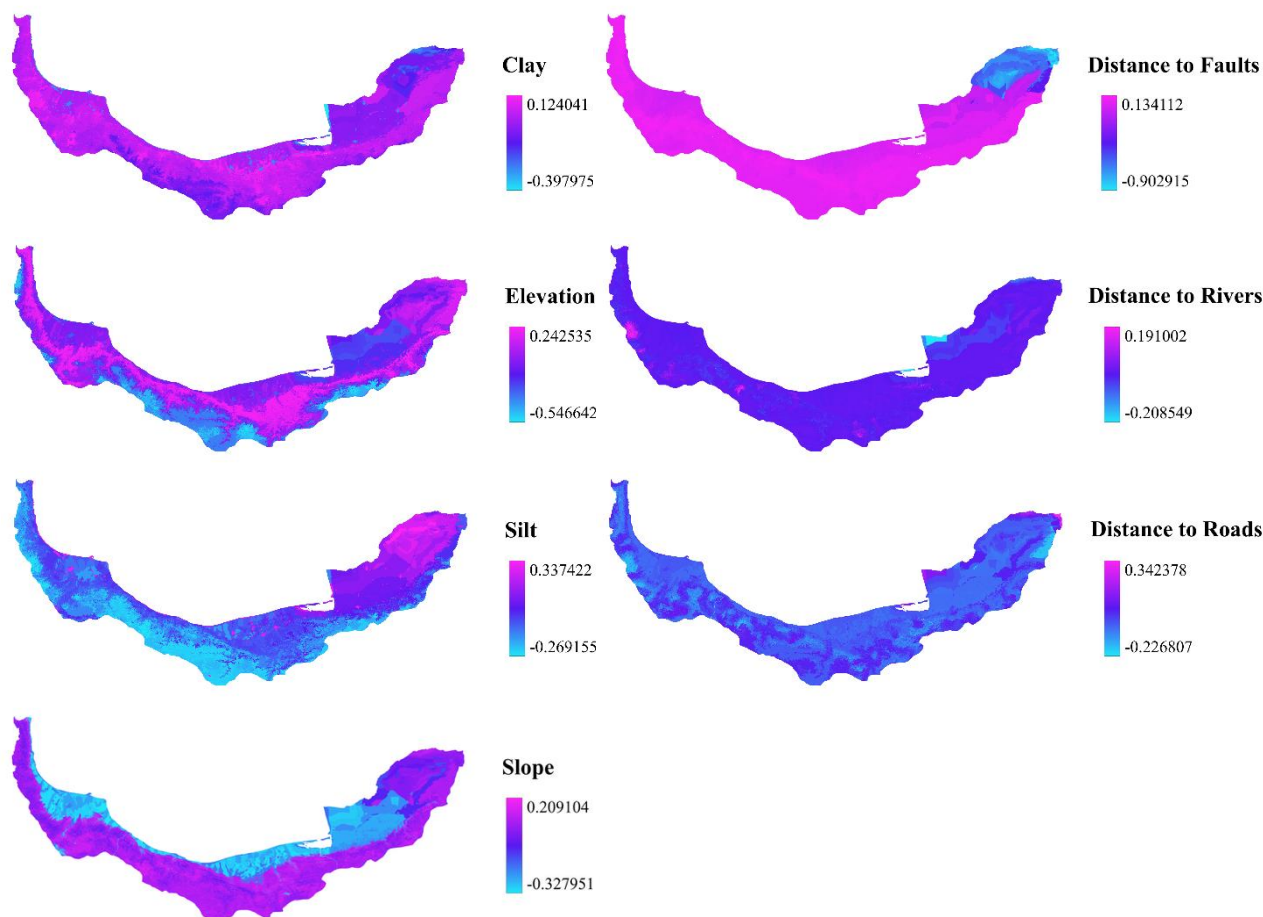 Clay
0.124041
-0.397975
Distance to Faults
0.134112
-0.902915
Elevation
0.242535
-0.546642
Distance to Rivers
0.191002
-0.208549
Silt
0.337422
-0.269155
Distance to Roads
0.342378
-0.226807
Slope
0.209104
-0.327951